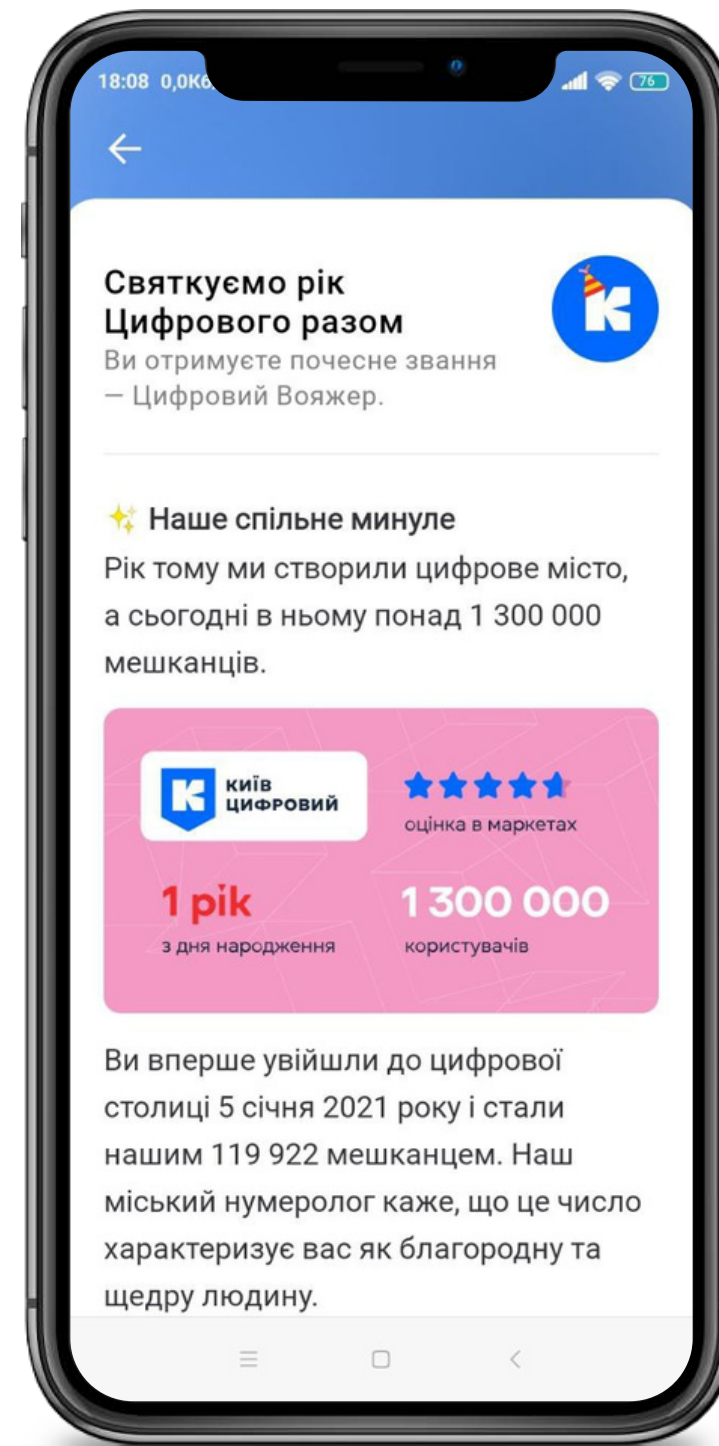 18:08 0,0Кб
76
Святкуємо рік
Цифрового разом
Ви отримуєте почесне звання
— Цифровий Вояжер.
✨ Наше спільне минуле
Рік тому ми створили цифрове місто,
а сьогодні в ньому понад 1 300 000
мешканців.
київ
цифровий
оцінка в маркетах
1 рік
з дня народження
1 300 000
користувачів
Ви вперше увійшли до цифрової
столиці 5 січня 2021 року і стали
нашим 119 922 мешканцем. Наш
міський нумеролог каже, що це число
характеризує вас як благородну та
щедру людину.